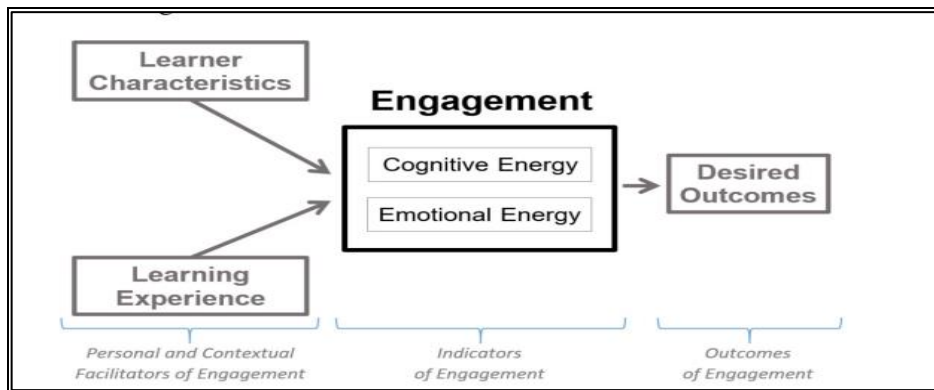 Learner
Characteristics
Engagement
Cognitive Energy
Emotional Energy
Desired
Outcomes
Learning
Experience
Personal and Contextual
Facilitators of Engagement
Indicators
of Engagement
Outcomes
of Engagement